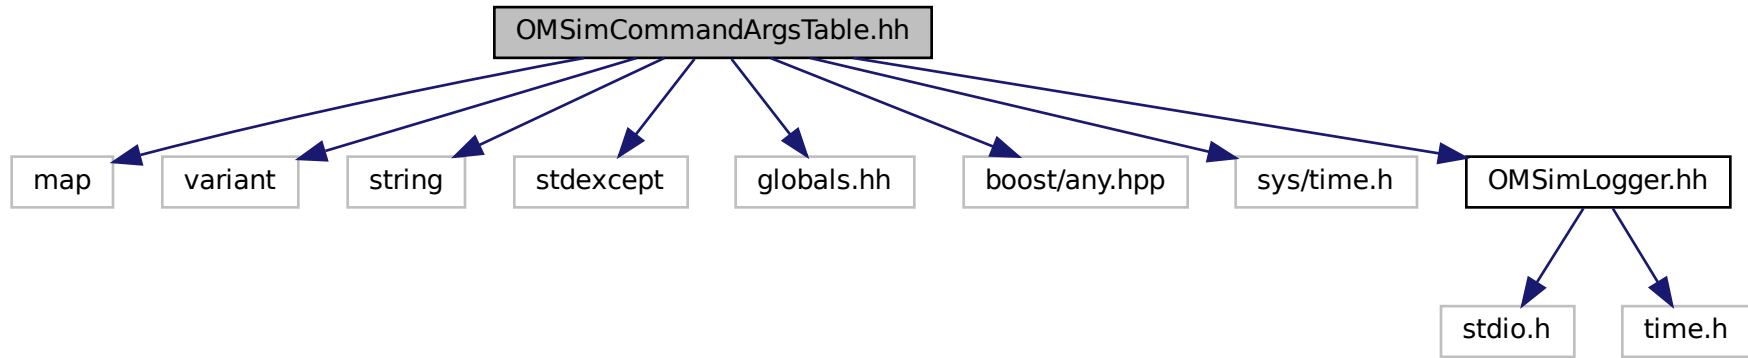 OMSimCommandArgsTable.hh
map
variant
string
stdexcept
globals.hh
boost/any.hpp
sys/time.h
OMSimLogger.hh
stdio.h
time.h